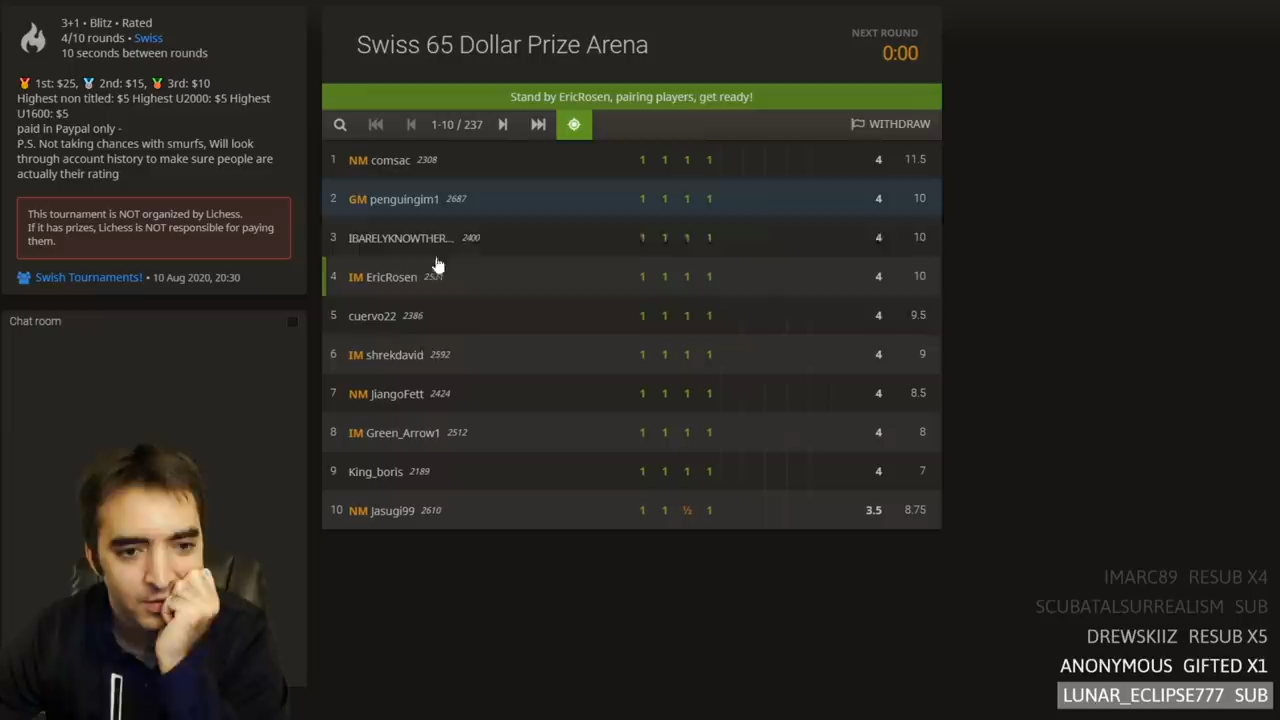 3+1 • Blitz • Rated
4/10 rounds • Swiss
10 seconds between rounds
1st: $25, 2nd: $15, 3rd: $10
Highest non titled: $5 Highest U2000: $5 Highest
U1600: $5
paid in Paypal only -
P.S. Not taking chances with smurfs, Will look
through account history to make sure people are
actually their rating
This tournament is NOT organized by Lichess.
If it has prizes, Lichess is NOT responsible for paying
them.
Swish Tournaments! • 10 Aug 2020, 20:30
Chat room
Swiss 65 Dollar Prize Arena
NEXT ROUND
0:00
Stand by EricRosen, pairing players, get ready!
1-10 / 237
WITHDRAW
1 NM comsac 2308 1 1 1 1 4 11.5
2 GM penguingim1 2687 1 1 1 1 4 10
3 IBARELYKNOWTHER... 2400 1 1 1 1 4 10
4 IM EricRosen 1 1 1 1 4 10
5 cuervo22 2386 1 1 1 1 4 9.5
6 IM shrekdavid 2592 1 1 1 1 4 9
7 NM JiangoFett 2424 1 1 1 1 4 8.5
8 IM Green_Arrow1 2512 1 1 1 1 4 8
9 King_boris 2189 1 1 1 1 4 7
10 NM Jasugi99 2610 1 1 ½ 1 3.5 8.75
IMARC89 RESUB X4
SCUBATALSURREALISM SUB
DREWSKIIZ RESUB X5
ANONYMOUS GIFTED X1
LUNAR_ECLIPSE777 SUB